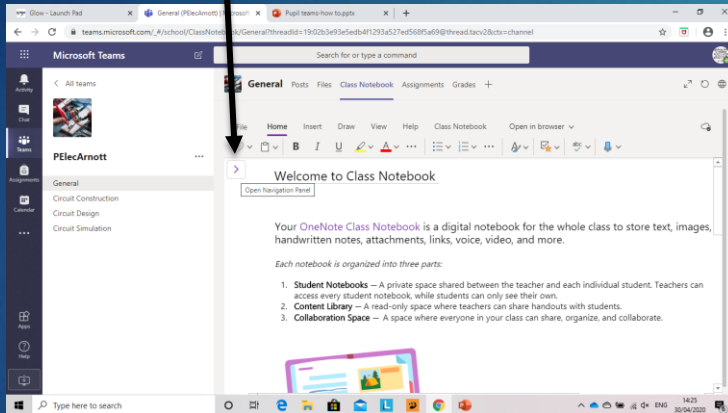 Glow - Launch Pad
General (PElecArnott) | Microsoft
Pupil teams-how to.pptx
teams.microsoft.com/_#/school/ClassNotebook/General?threadId=19:02b3e93e5edb4f1293a527ed568f5a69@thread.tacv2&ctx=channel
Microsoft Teams
Search for or type a command
Activity
Chat
Teams
Assignments
Calendar
Apps
Help
All teams
PElecArnott
General
Circuit Construction
Circuit Design
Circuit Simulation
General Posts Files Class Notebook Assignments Grades +
File Home Insert Draw View Help Class Notebook Open in browser
B I U A
Open Navigation Panel
Welcome to Class Notebook
Your OneNote Class Notebook is a digital notebook for the whole class to store text, images,
handwritten notes, attachments, links, voice, video, and more.
Each notebook is organized into three parts:
1. Student Notebooks — A private space shared between the teacher and each individual student. Teachers can
access every student notebook, while students can only see their own.
2. Content Library — A read-only space where teachers can share handouts with students.
3. Collaboration Space — A space where everyone in your class can share, organize, and collaborate.
Type here to search
ENG
14:25
30/04/2020